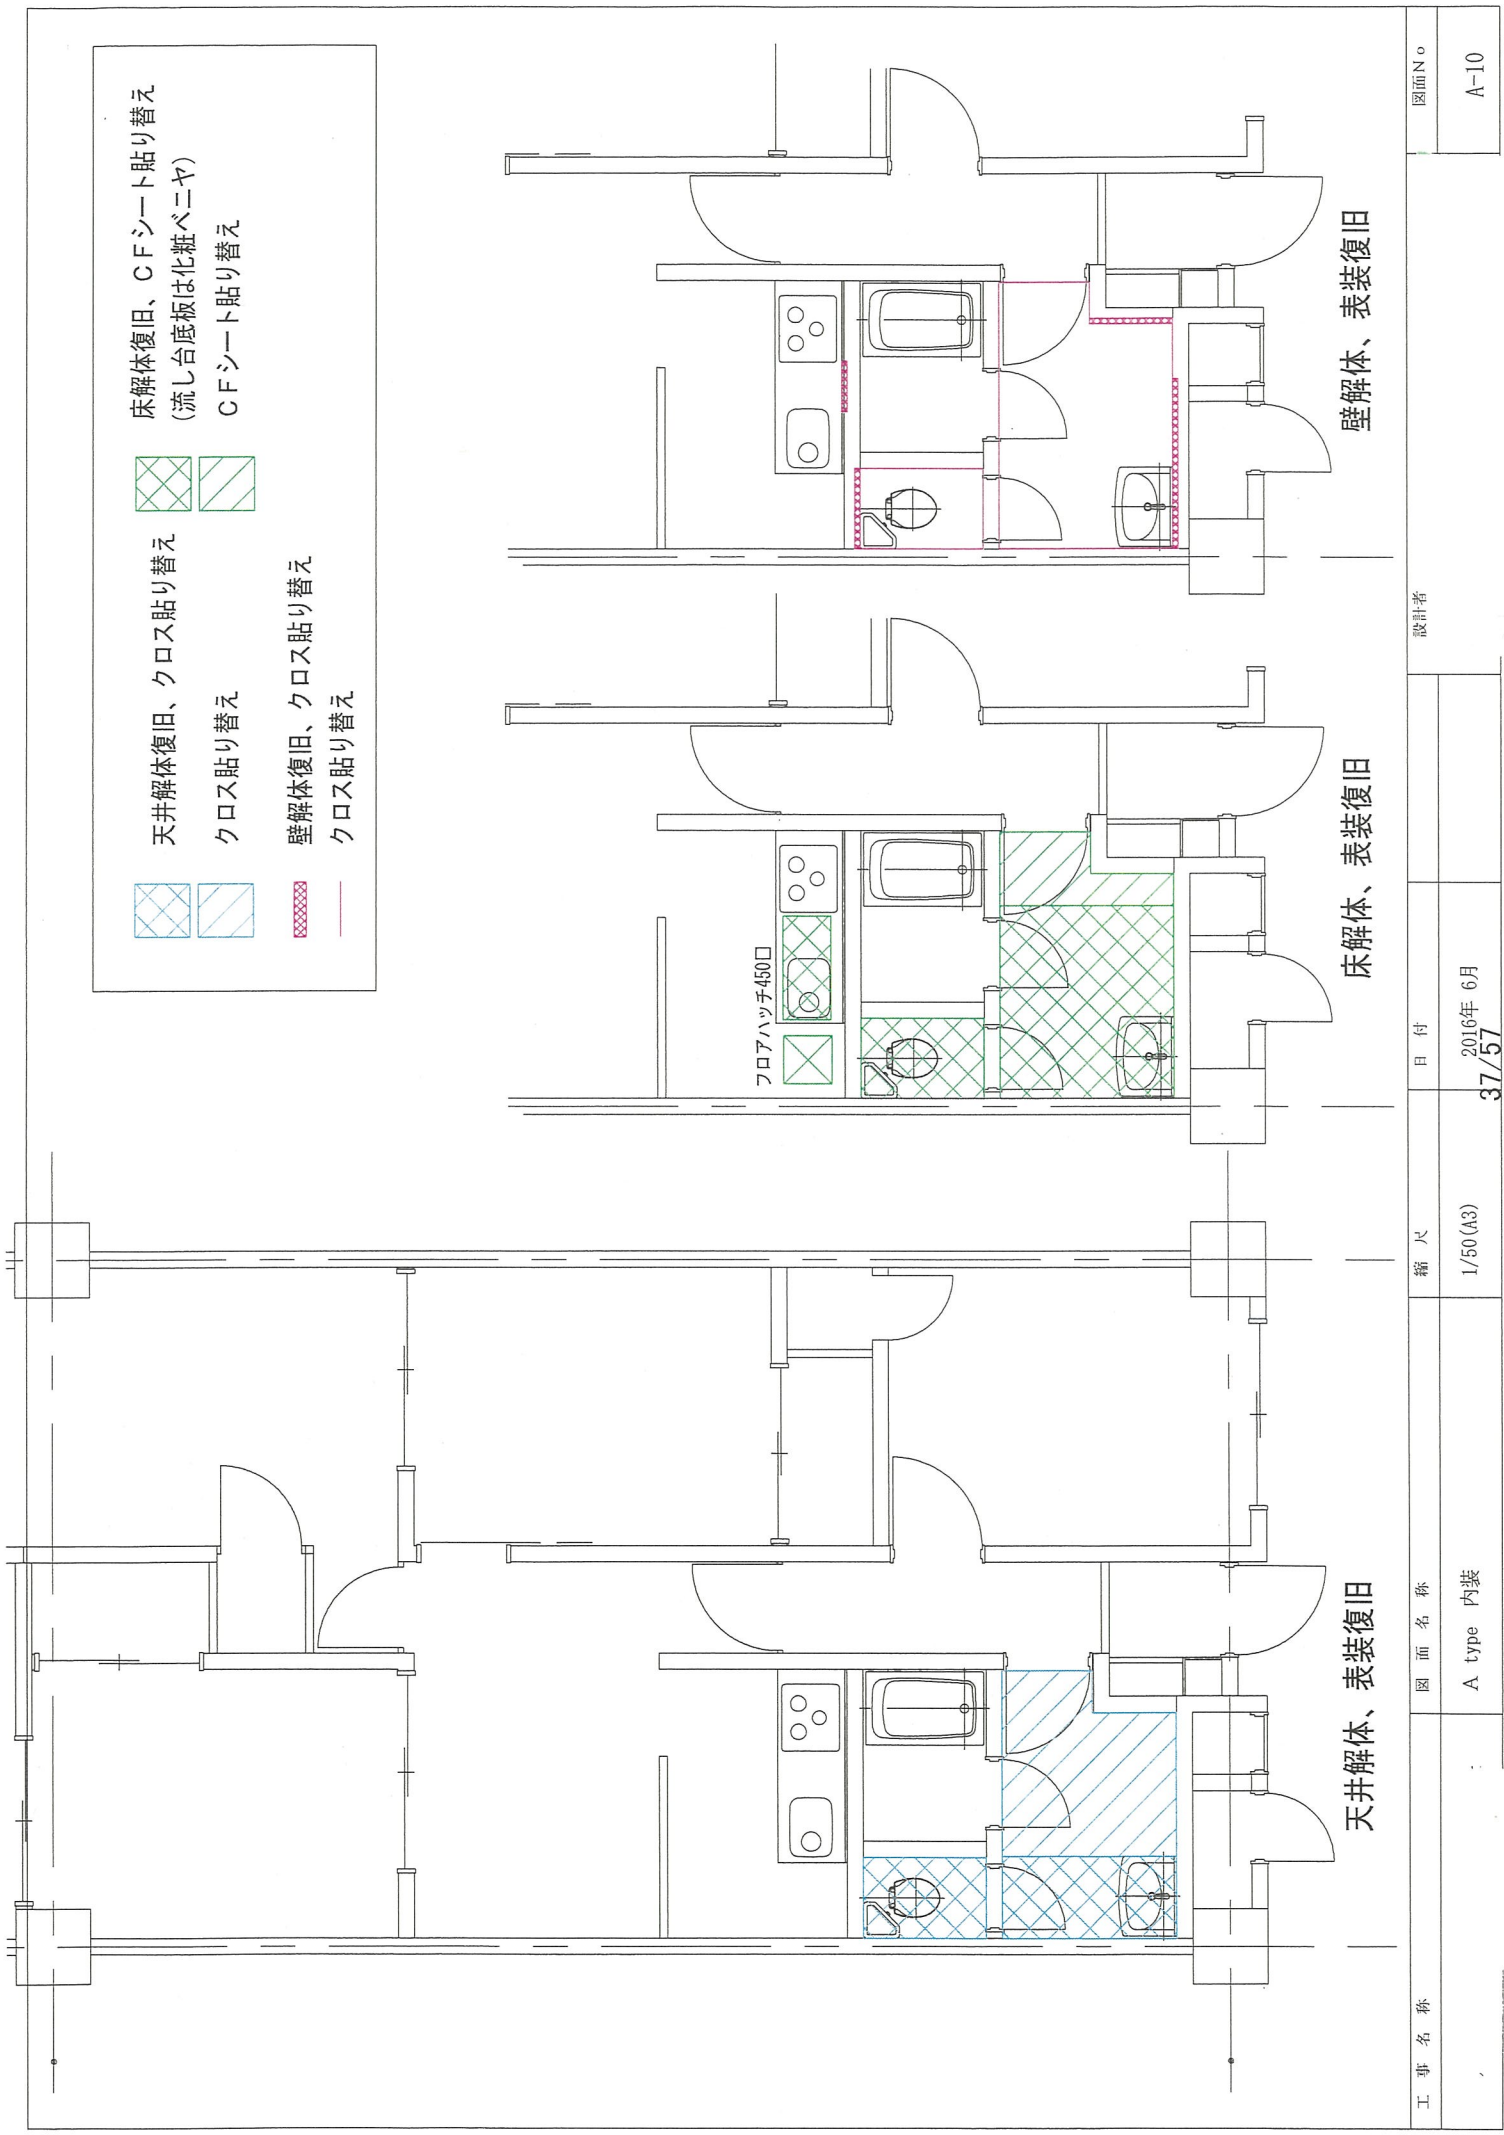 天井解体復旧、クロス貼り替え
クロス貼り替え
壁解体復旧、クロス貼り替え
クロス貼り替え
床解体復旧、ＣＦシート貼り替え
(流し台底板は化粧ベニヤ)
ＣＦシート貼り替え
フロアハッチ450□
天井解体、表装復旧
床解体、表装復旧
壁解体、表装復旧
工事名称
図面名称
A type 内装
縮尺
1/50(A3)
日付
2016年 6月
37/57
設計者
図面Ｎｏ
A-10